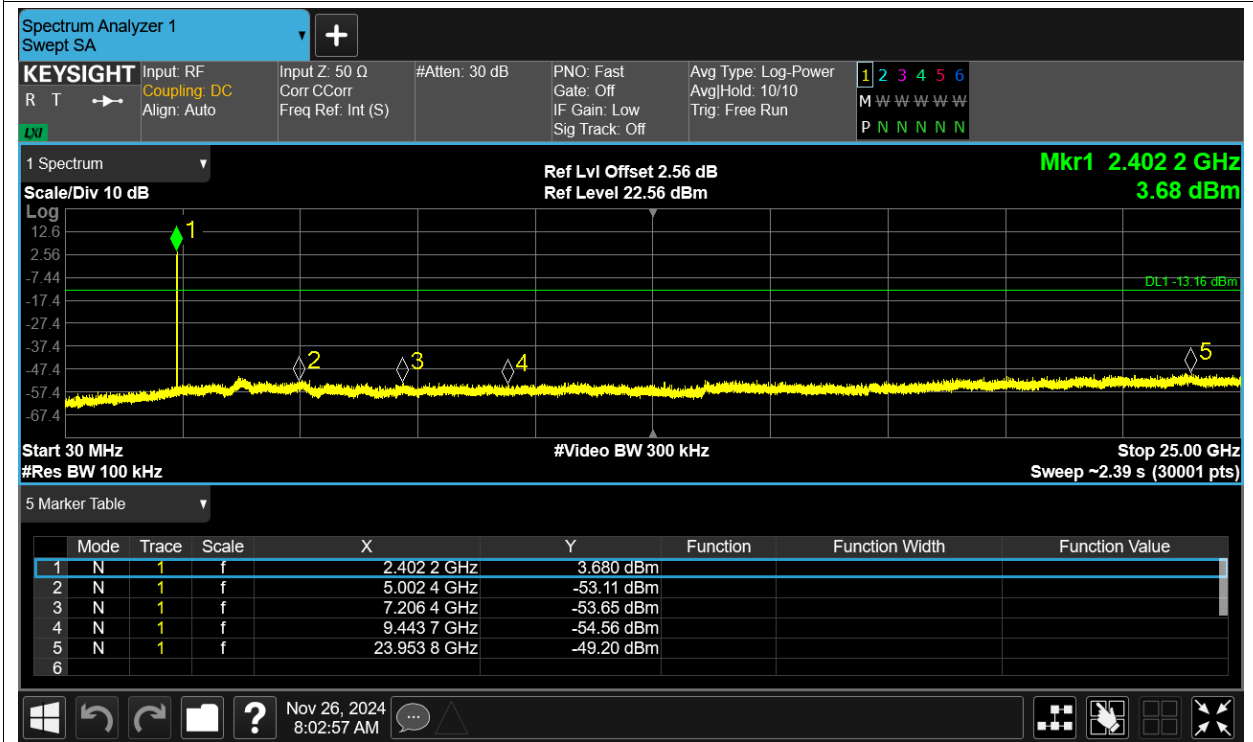 Spectrum Analyzer 1
Swept SA
KEYSIGHT
R T
LXI
Input: RF
Coupling: DC
Align: Auto
Input Z: 50 Ω
Corr CCorr
Freq Ref: Int (S)
#Atten: 30 dB
PNO: Fast
Gate: Off
IF Gain: Low
Sig Track: Off
Avg Type: Log-Power
Avg|Hold: 10/10
Trig: Free Run
1 2 3 4 5 6
M W W W W W
P N N N N N
1 Spectrum
Scale/Div 10 dB
Ref Lvl Offset 2.56 dB
Ref Level 22.56 dBm
Mkr1 2.402 2 GHz
3.68 dBm
Log
12.6
2.56
-7.44
-17.4
-27.4
-37.4
-47.4
-57.4
-67.4
1
2
3
4
5
DL1 -13.16 dBm
Start 30 MHz
#Res BW 100 kHz
#Video BW 300 kHz
Stop 25.00 GHz
Sweep ~2.39 s (30001 pts)
5 Marker Table
Mode Trace Scale X Y Function Function Width Function Value
1 N 1 f 2.402 2 GHz 3.680 dBm
2 N 1 f 5.002 4 GHz -53.11 dBm
3 N 1 f 7.206 4 GHz -53.65 dBm
4 N 1 f 9.443 7 GHz -54.56 dBm
5 N 1 f 23.953 8 GHz -49.20 dBm
6
?
Nov 26, 2024
8:02:57 AM